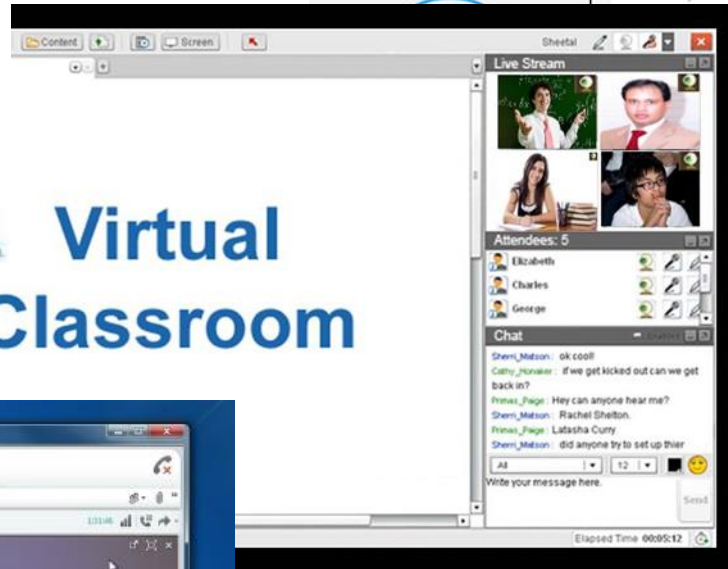 Content
Screen
Sheetal
Live Stream
Virtual
Classroom
Attendees: 5
Elizabeth
Charles
George
Chat
Sherri_Matson: ok cool!
Cathy_Honaker: if we get kicked out can we get
back in?
Primas_Paige: Hey can anyone hear me?
Sherri_Matson: Rachel Shelton.
Primas_Paige: Latasha Curry
Sherri_Matson: did anyone try to set up thier
All
12
Write your message here.
Send
Elapsed Time 00:05:12